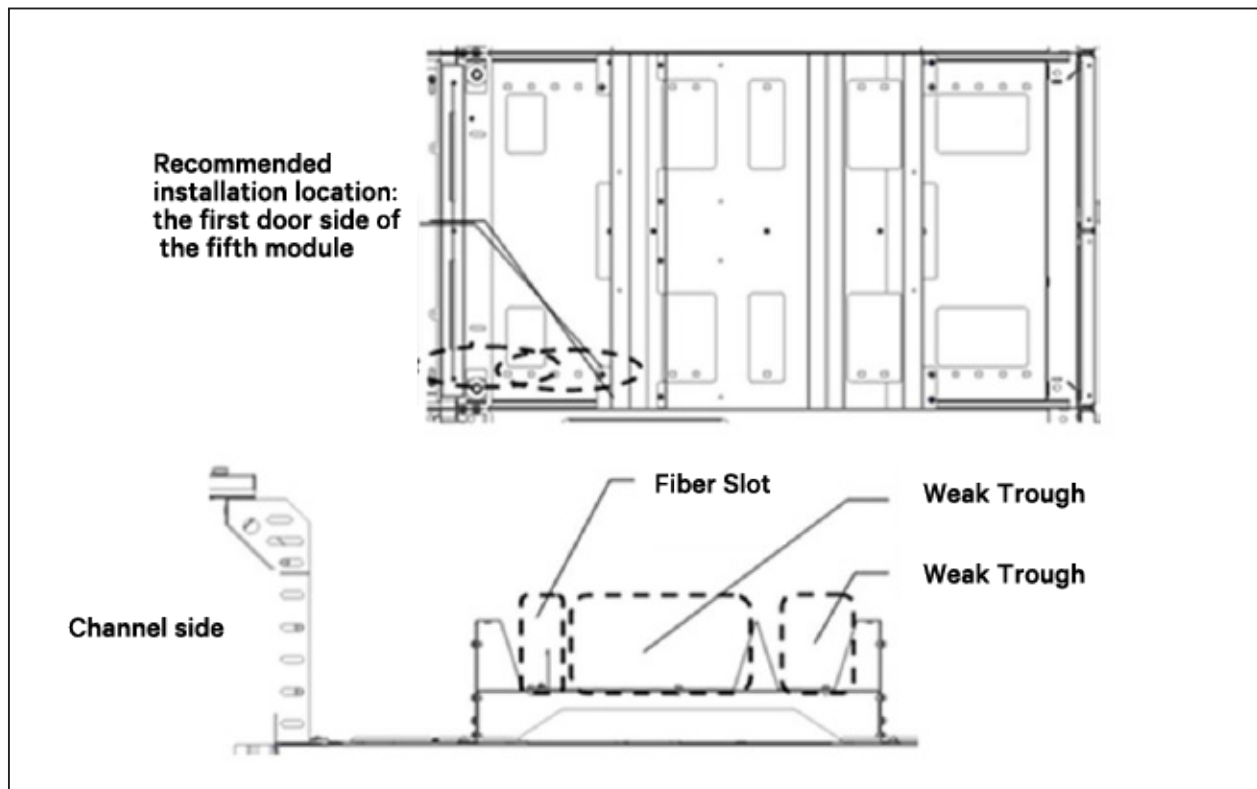 Recommended
installation location:
the first door side of
the fifth module
Fiber Slot
Weak Trough
Weak Trough
Channel side